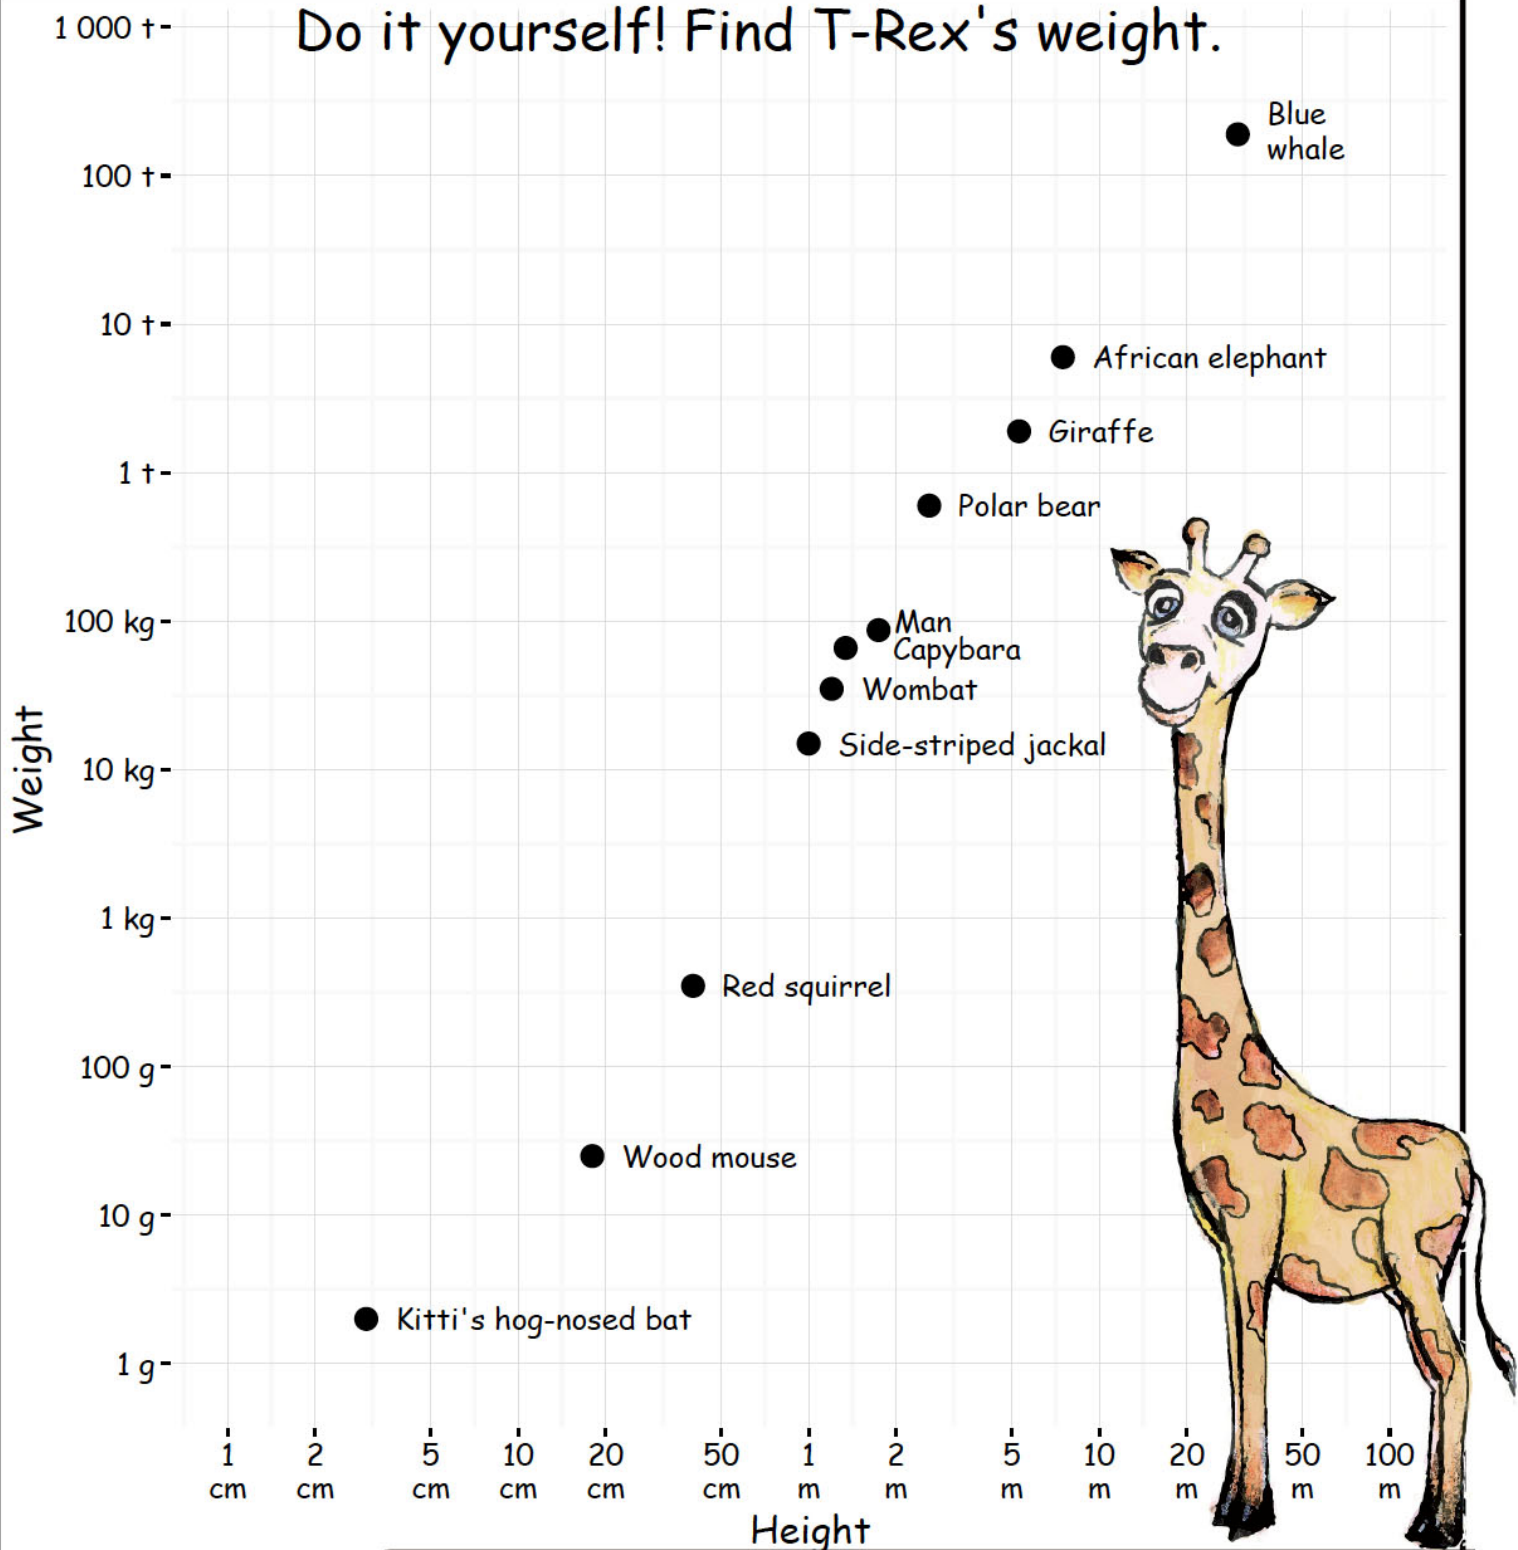 Do it yourself! Find T-Rex's weight.
1 000 t
100 t
10 t
1 t
100 kg
10 kg
1 kg
100 g
10 g
1 g
Weight
Blue
whale
African elephant
Giraffe
Polar bear
Man
Capybara
Wombat
Side-striped jackal
Red squirrel
Wood mouse
Kitti's hog-nosed bat
1 2 5 10 20 50 1 2 5 10 20 50 100
cm cm cm cm cm cm m m m m m m m
Height